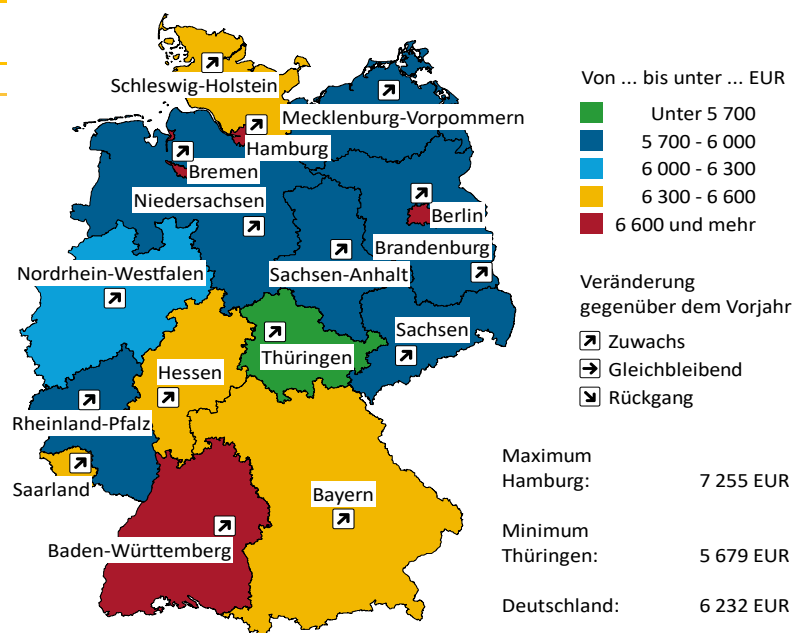 Schleswig-Holstein
Mecklenburg-Vorpommern
Hamburg
Bremen
Niedersachsen
Berlin
Brandenburg
Nordrhein-Westfalen
Sachsen-Anhalt
Sachsen
Thüringen
Hessen
Rheinland-Pfalz
Saarland
Bayern
Baden-Württemberg
Von ... bis unter ... EUR
Unter 5 700
5 700 - 6 000
6 000 - 6 300
6 300 - 6 600
6 600 und mehr
Veränderung
gegenüber dem Vorjahr
Zuwachs
Gleichbleibend
Rückgang
Maximum
Hamburg: 7 255 EUR
Minimum
Thüringen: 5 679 EUR
Deutschland: 6 232 EUR